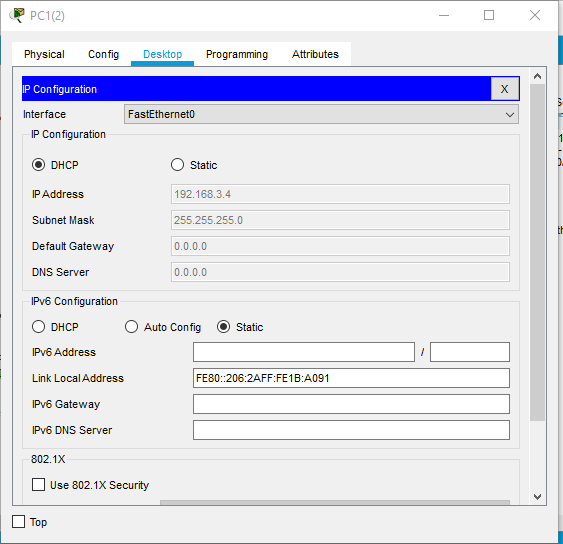 PC1(2)
Physical Config Desktop Programming Attributes
IP Configuration X
Interface FastEthernet0
IP Configuration
DHCP Static
IP Address 192.168.3.4
Subnet Mask 255.255.255.0
Default Gateway 0.0.0.0
DNS Server 0.0.0.0
IPv6 Configuration
DHCP Auto Config Static
IPv6 Address /
Link Local Address FE80::206:2AFF:FE1B:A091
IPv6 Gateway
IPv6 DNS Server
802.1X
Use 802.1X Security
Top